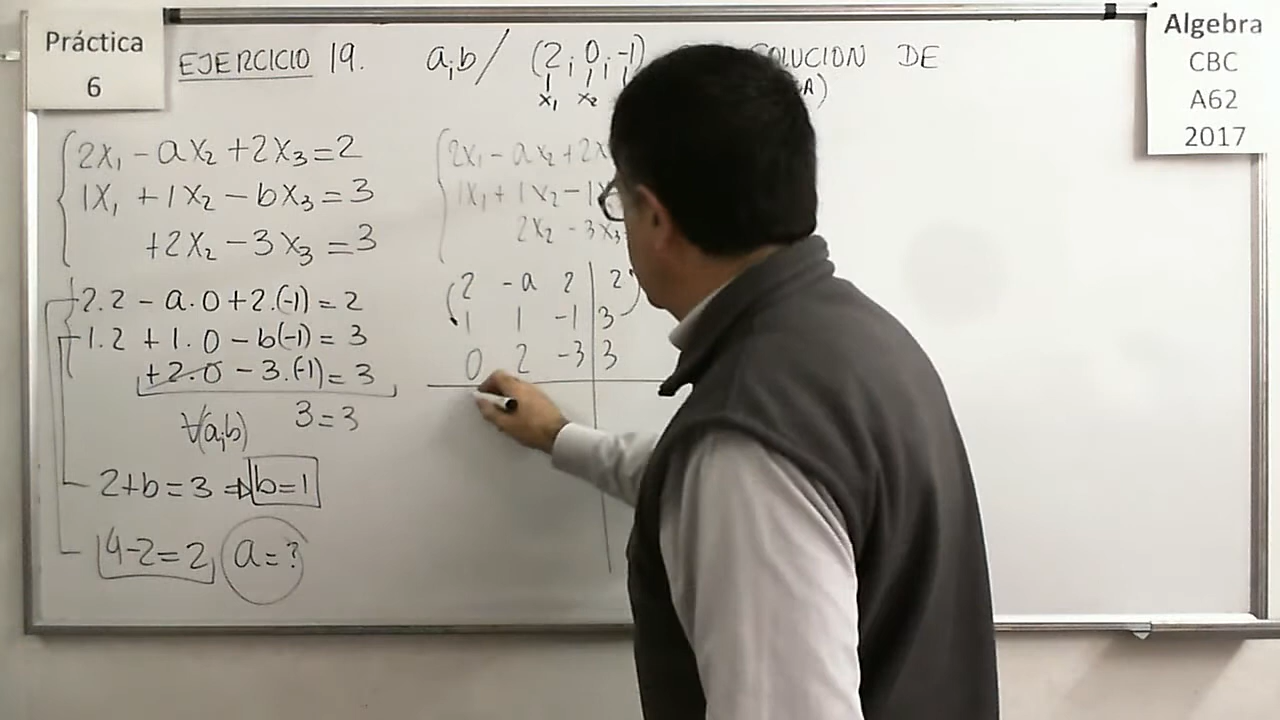 Práctica
6
EJERCICIO 19. a,b/ (2; 0; -1) SOLUCION DE
x₁ x₂ A)
Algebra
CBC
A62
2017
2x₁ - ax₂ + 2x₃ = 2
1x₁ + 1x₂ - bx₃ = 3
+2x₂ - 3x₃ = 3
2.2 - a.0 + 2.(-1) = 2
1.2 + 1.0 - b(-1) = 3
+2.0 - 3.(-1) = 3
∀(a;b) 3 = 3
2+b = 3 ⇒ b=1
4-2 = 2 a=?
2x₁ - ax₂ + 2x
1x₁ + 1x₂ - 1x
2x₂ - 3x₃
2 -a 2 | 2
1 1 -1 | 3
0 2 -3 | 3